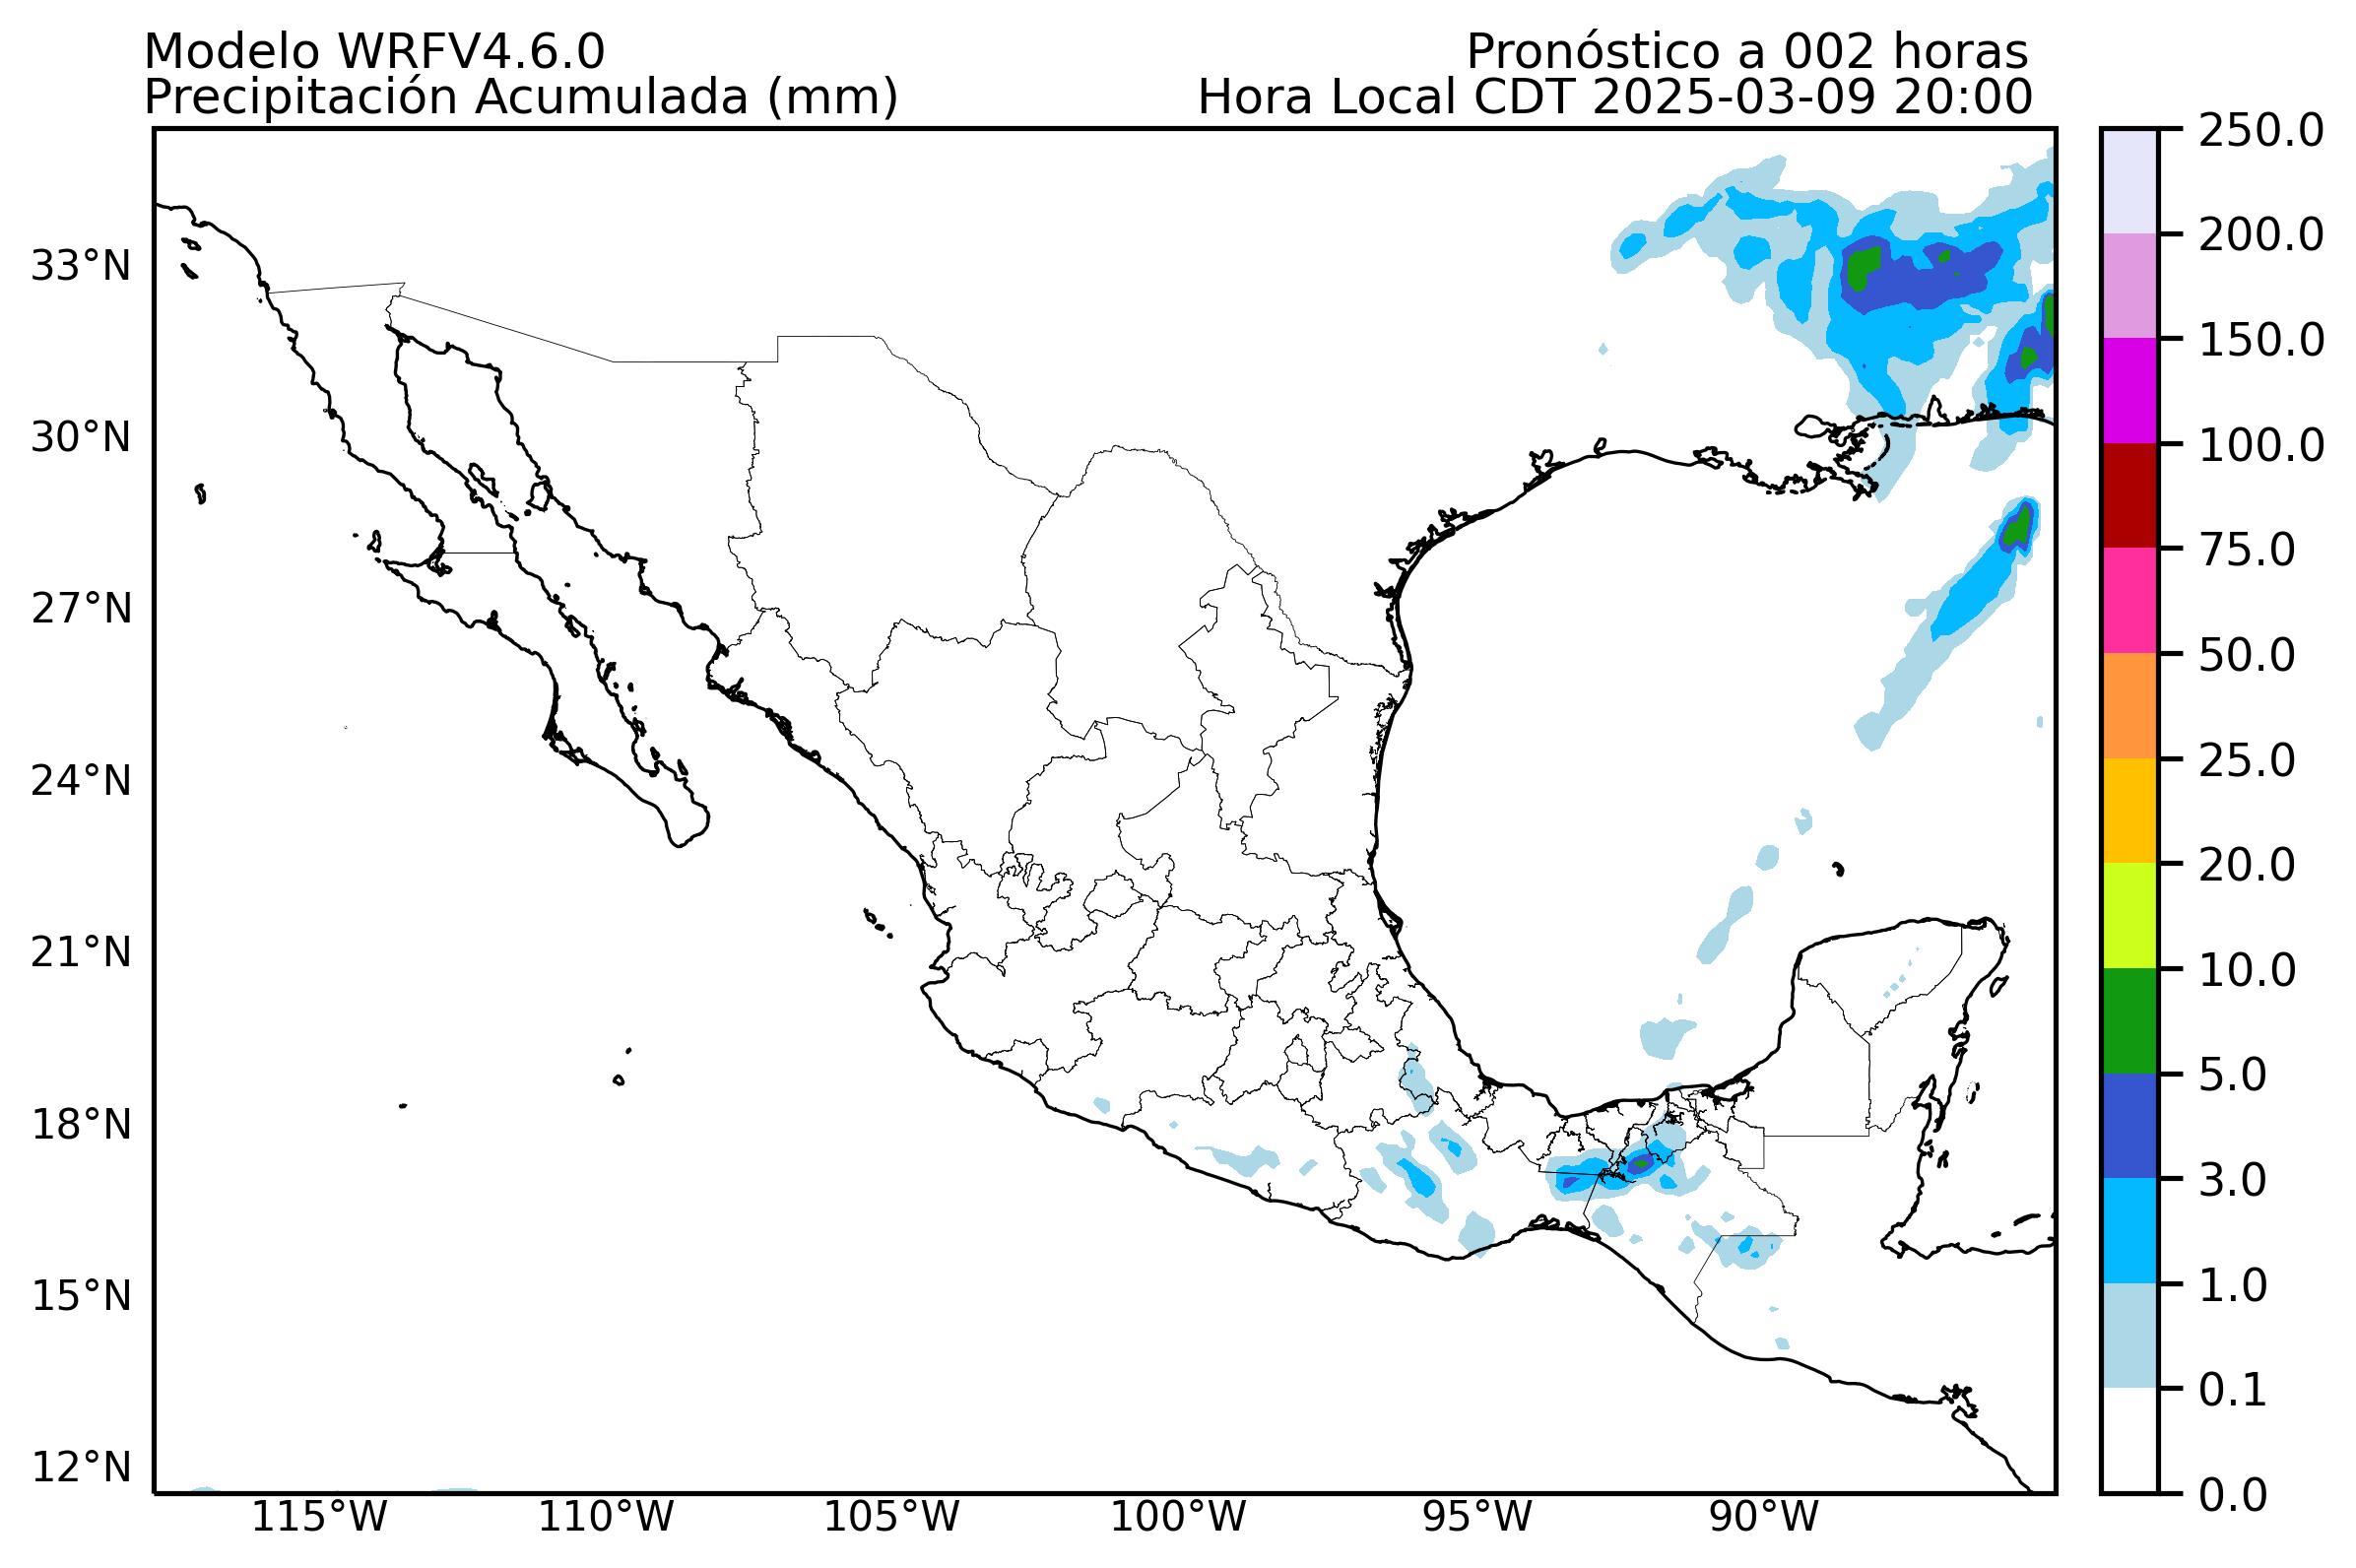 Modelo WRFV4.6.0
Pronóstico a 002 horas
Precipitación Acumulada (mm)
Hora Local CDT 2025-03-09 20:00
33°N
30°N
27°N
24°N
21°N
18°N
15°N
12°N
115°W
110°W
105°W
100°W
95°W
90°W
250.0
200.0
150.0
100.0
75.0
50.0
25.0
20.0
10.0
5.0
3.0
1.0
0.1
0.0